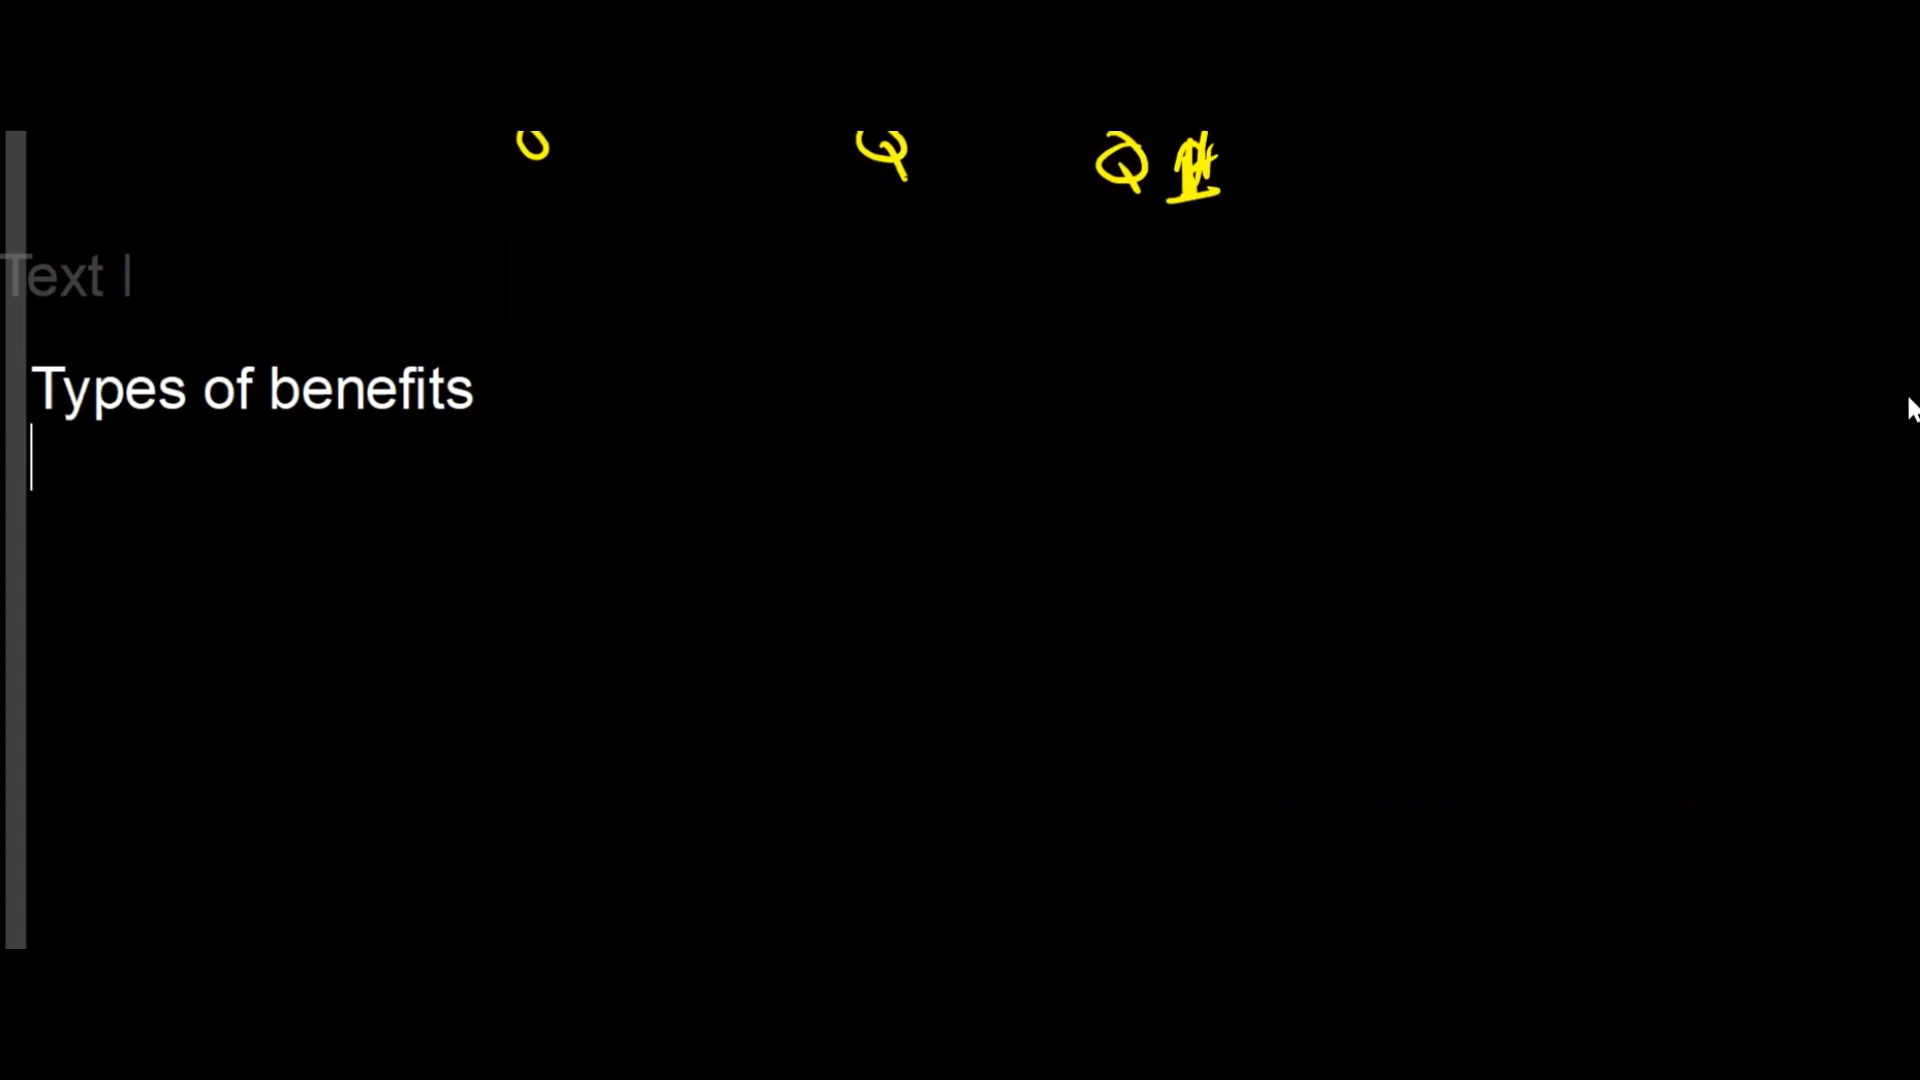 Q Q
Text
Types of benefits